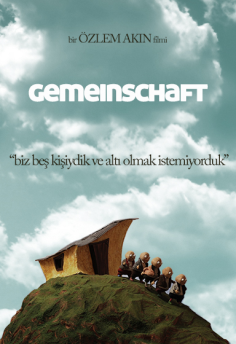 bir ÖZLEM AKIN filmi
Gemeinschaft
“biz beş kişiydik ve altı olmak istemiyorduk”